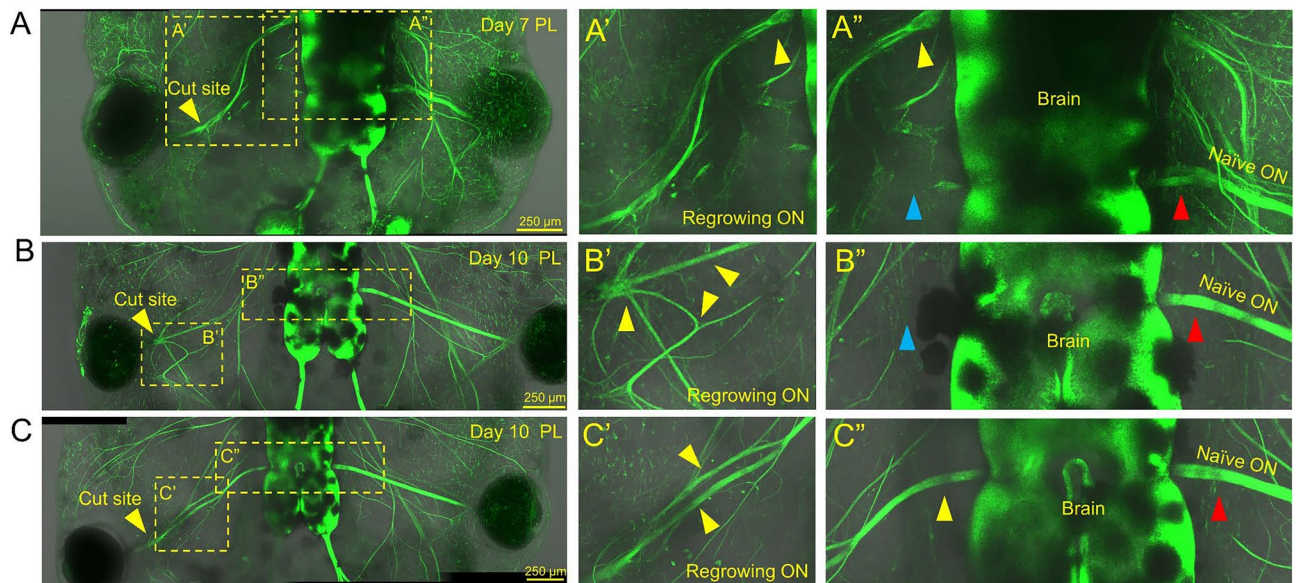 A
A'
A"
Day 7 PL
Cut site
250 µm
A'
Regrowing ON
A"
Brain
Naïve ON
B
Day 10 PL
B"
Cut site
B'
250 µm
B'
Regrowing ON
B"
Naïve ON
Brain
C
Day 10 PL
C"
C'
Cut site
250 µm
C'
Regrowing ON
C"
Naïve ON
Brain